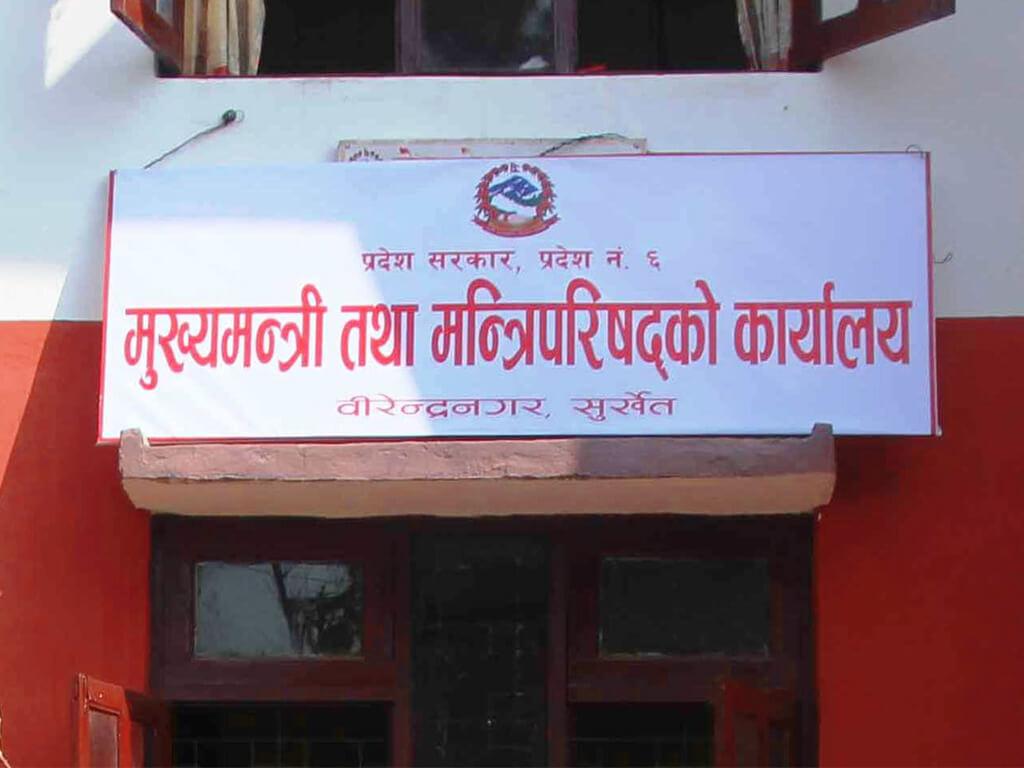 प्रदेश सरकार, प्रदेश नं. ६
मुख्यमन्त्री तथा मन्त्रिपरिषद्को कार्यालय
वीरेन्द्रनगर, सुर्खेत